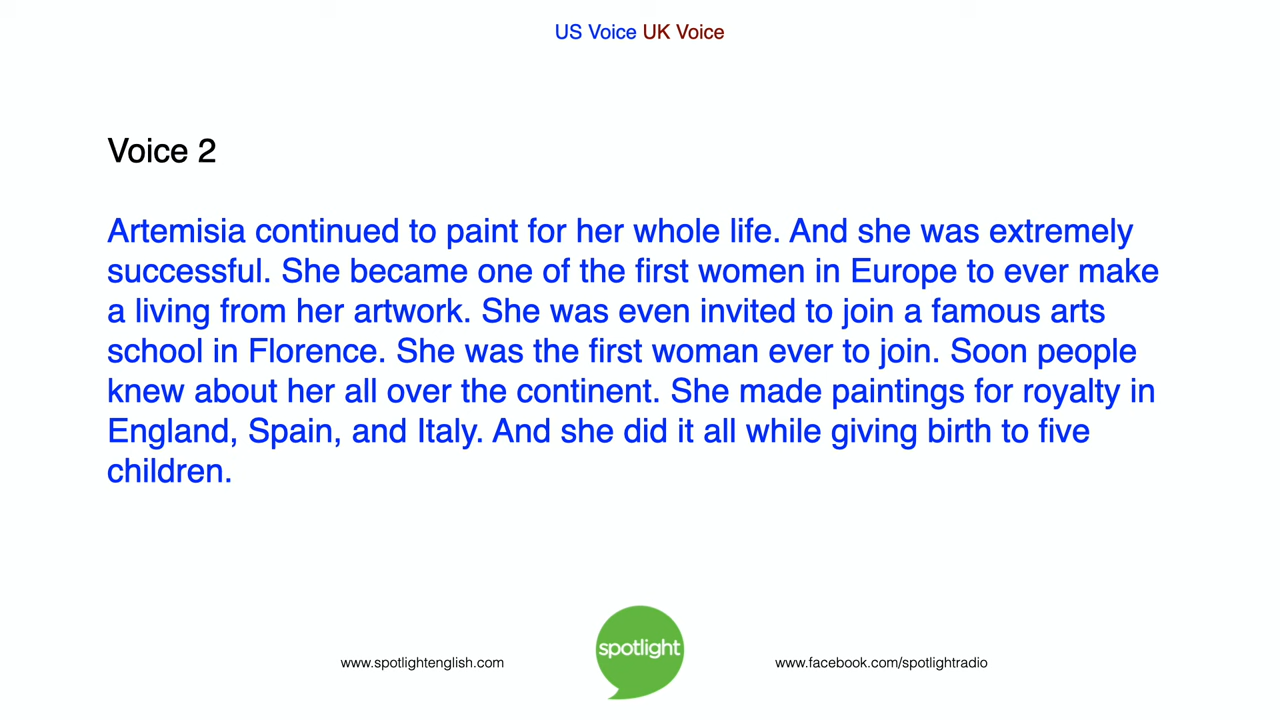 US Voice UK Voice
Voice 2
Artemisia continued to paint for her whole life. And she was extremely
successful. She became one of the first women in Europe to ever make
a living from her artwork. She was even invited to join a famous arts
school in Florence. She was the first woman ever to join. Soon people
knew about her all over the continent. She made paintings for royalty in
England, Spain, and Italy. And she did it all while giving birth to five
children.
www.spotlightenglish.com
spotlight
www.facebook.com/spotlightradio